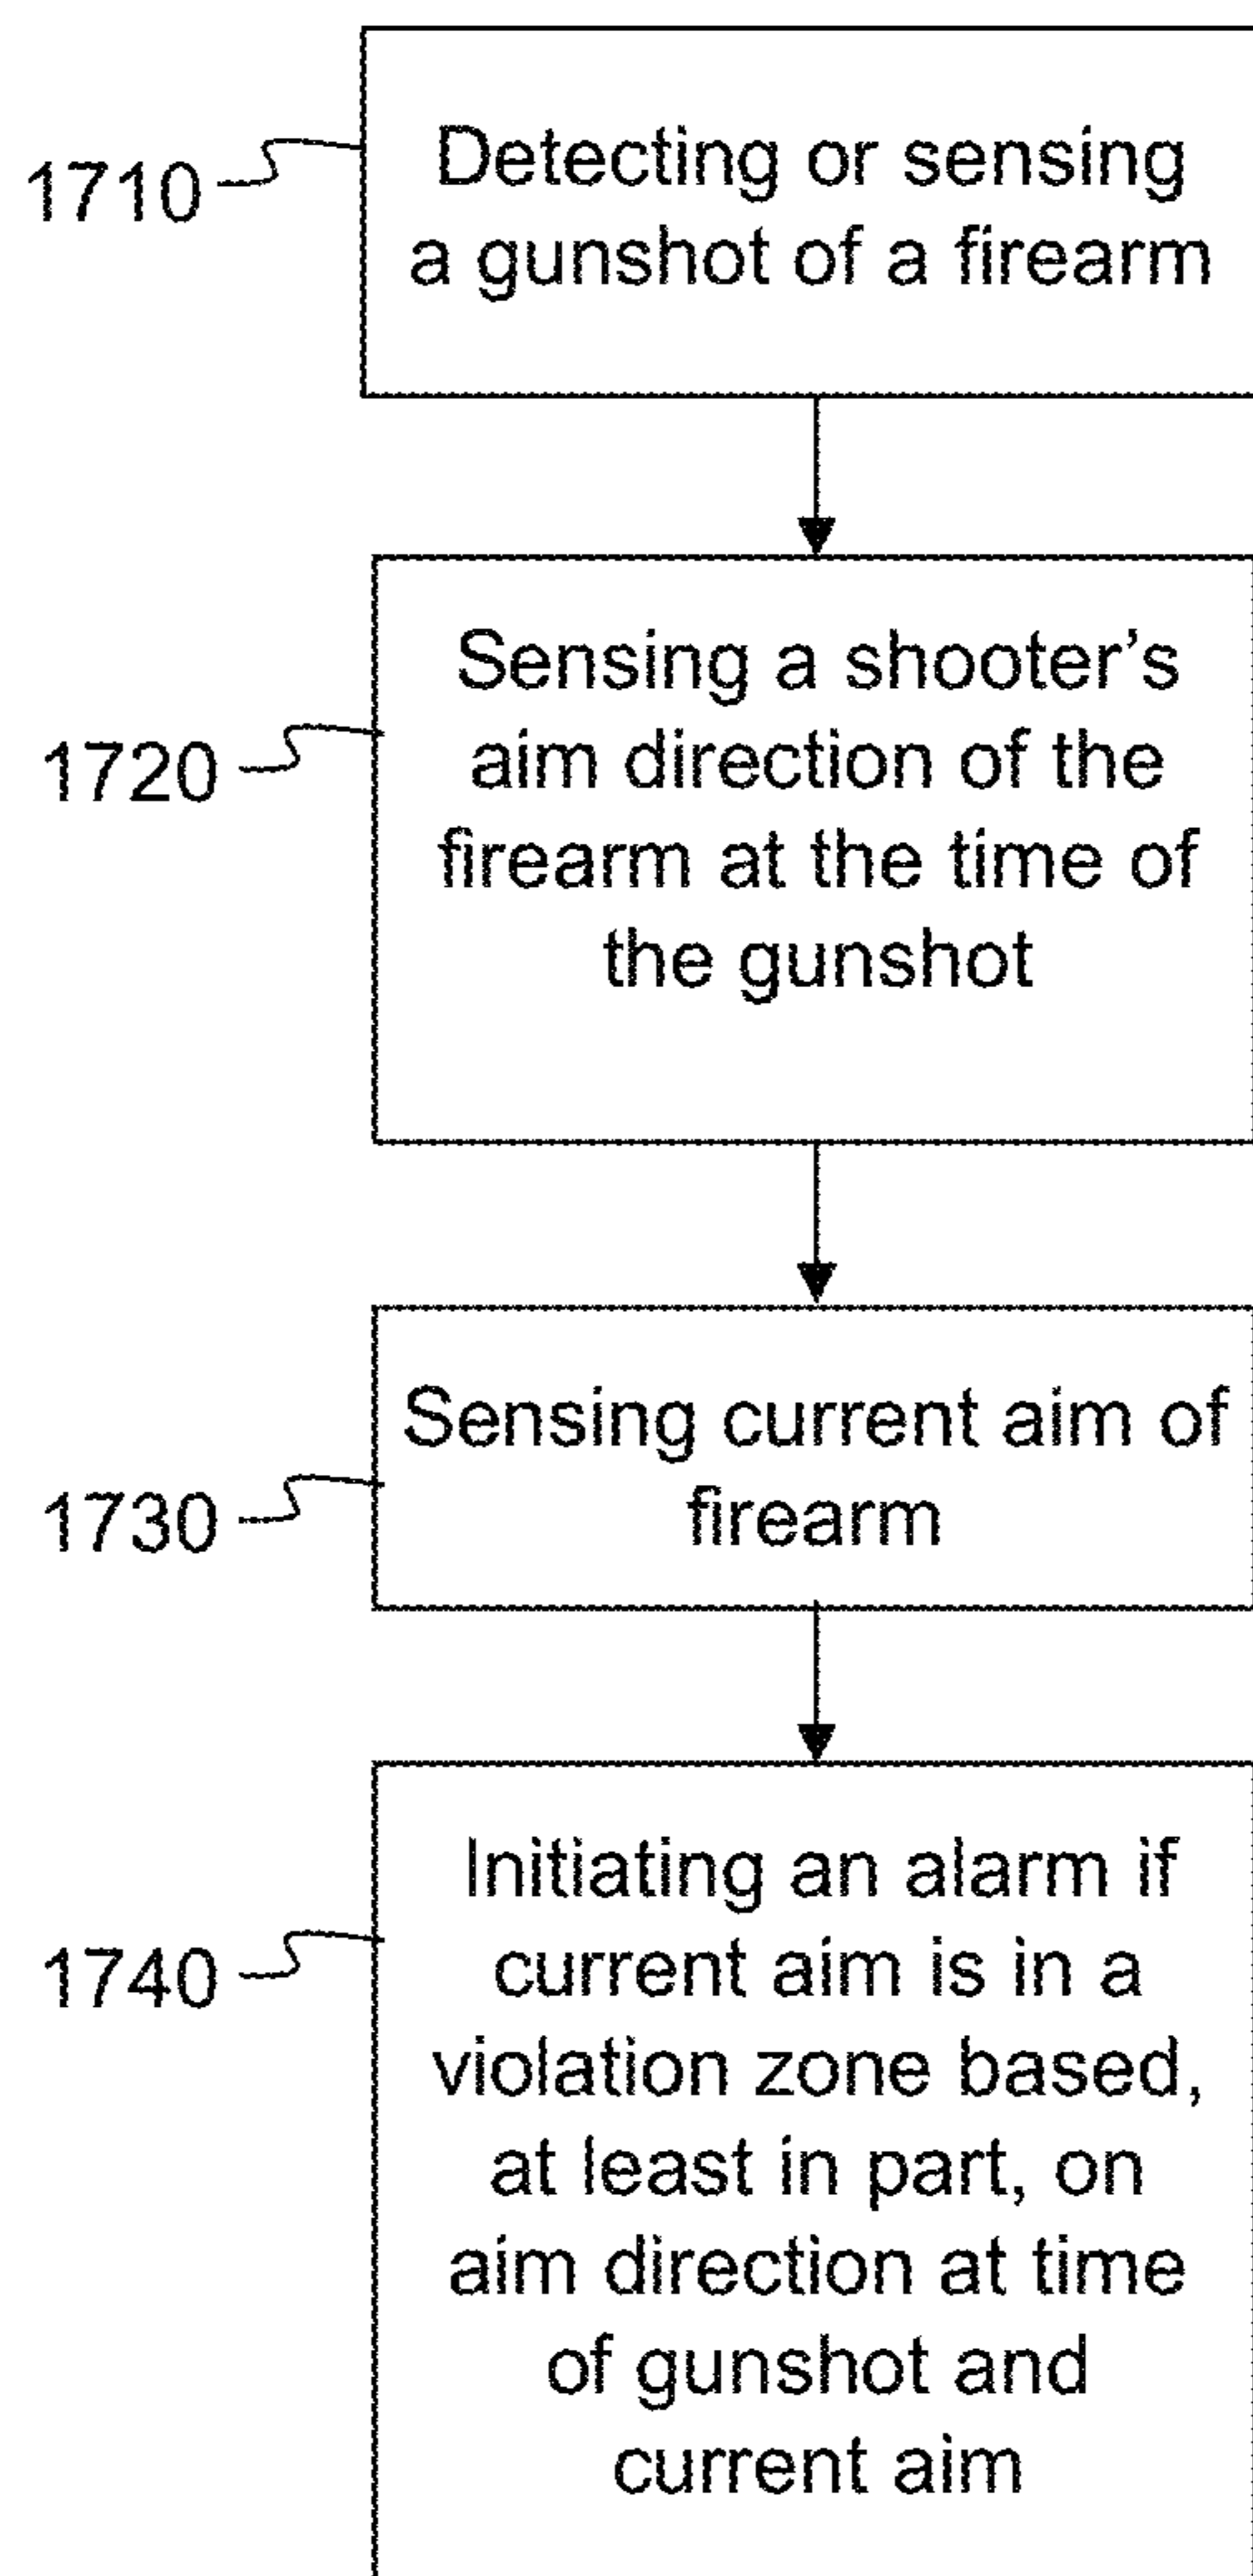 1710
Detecting or sensing
a gunshot of a firearm
1720
Sensing a shooter’s
aim direction of the
firearm at the time of
the gunshot
1730
Sensing current aim of
firearm
1740
Initiating an alarm if
current aim is in a
violation zone based,
at least in part, on
aim direction at time
of gunshot and
current aim